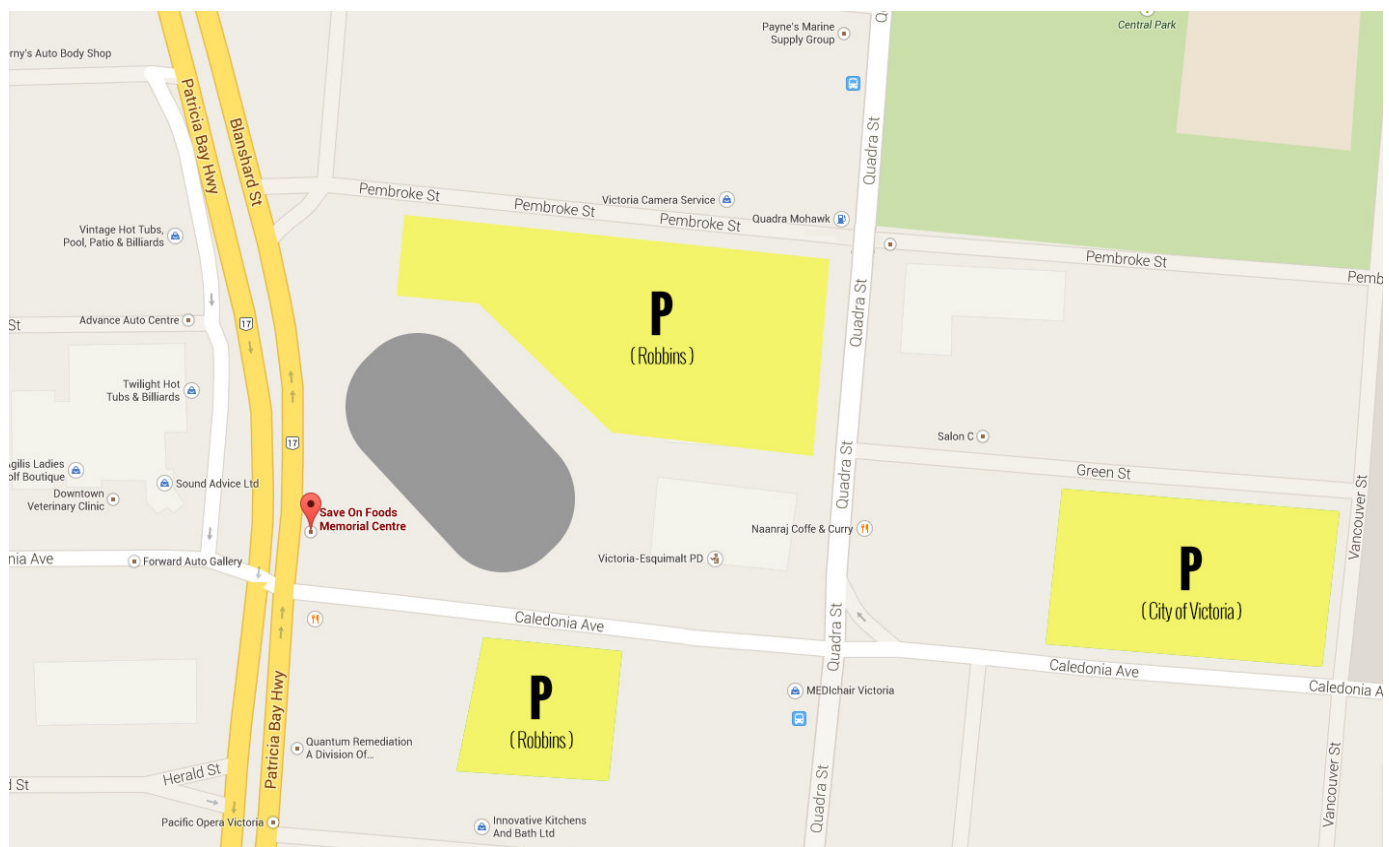 Central Park
Payne's Marine
Supply Group
Quadra St
Auto Body Shop
Patricia Bay Hwy
Blanshard St
Pembroke St
Pembroke St
Pembroke St
Victoria Camera Service
Quadra Mohawk
Pembroke St
Vintage Hot Tubs,
Pool, Patio & Billiards
P
(Robbins)
Quadra St
Advance Auto Centre
17
St
Twilight Hot
Tubs & Billiards
17
Salon C
Green St
Ladies
Boutique
Sound Advice Ltd
Downtown
Veterinary Clinic
Quadra St
Save On Foods
Memorial Centre
Naanraj Coffe & Curry
Vancouver St
Ave
Forward Auto Gallery
Victoria-Esquimalt PD
P
(City of Victoria)
Caledonia Ave
Quadra St
Caledonia Ave
Caledonia
P
(Robbins)
MEDIchair Victoria
Patricia Bay Hwy
Quantum Remediation
A Division Of...
Herald St
St
Quadra St
Vancouver St
Pacific Opera Victoria
Innovative Kitchens
And Bath Ltd